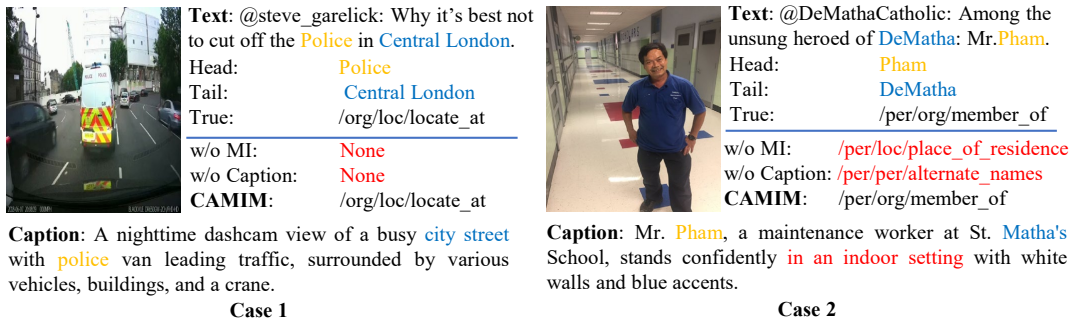 Text: @steve_garelick: Why it's best not
to cut off the Police in Central London.
Head: Police
Tail: Central London
True: /org/loc/locate_at
w/o MI: None
w/o Caption: None
CAMIM: /org/loc/locate_at
Caption: A nighttime dashcam view of a busy city street
with police van leading traffic, surrounded by various
vehicles, buildings, and a crane.
Case 1
Text: @DeMathaCatholic: Among the
unsung heroed of DeMatha: Mr.Pham.
Head: Pham
Tail: DeMatha
True: /per/org/member_of
w/o MI: /per/loc/place_of_residence
w/o Caption: /per/per/alternate_names
CAMIM: /per/org/member_of
Caption: Mr. Pham, a maintenance worker at St. Matha's
School, stands confidently in an indoor setting with white
walls and blue accents.
Case 2